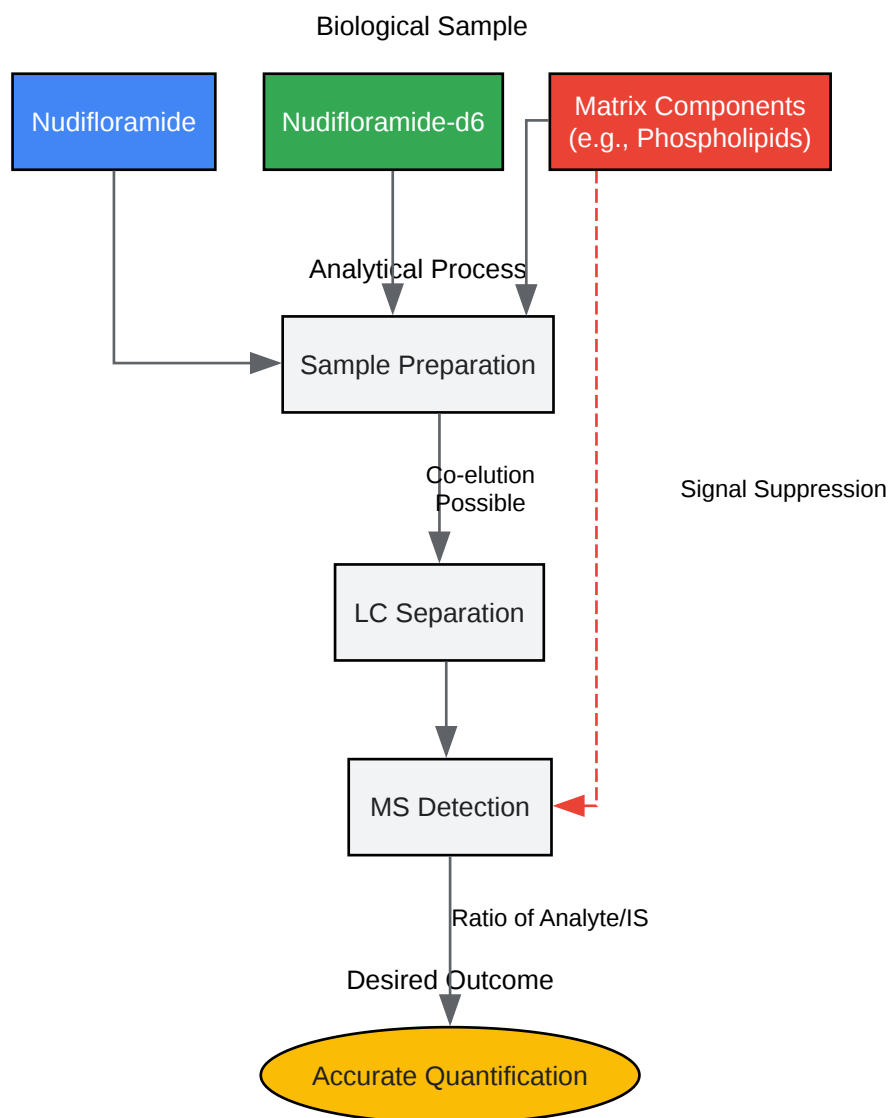 Biological Sample
Nudifloramide
Nudifloramide-d6
Matrix Components
(e.g., Phospholipids)
Analytical Process
Sample Preparation
Co-elution
Possible
Signal Suppression
LC Separation
MS Detection
Ratio of Analyte/IS
Desired Outcome
Accurate Quantification